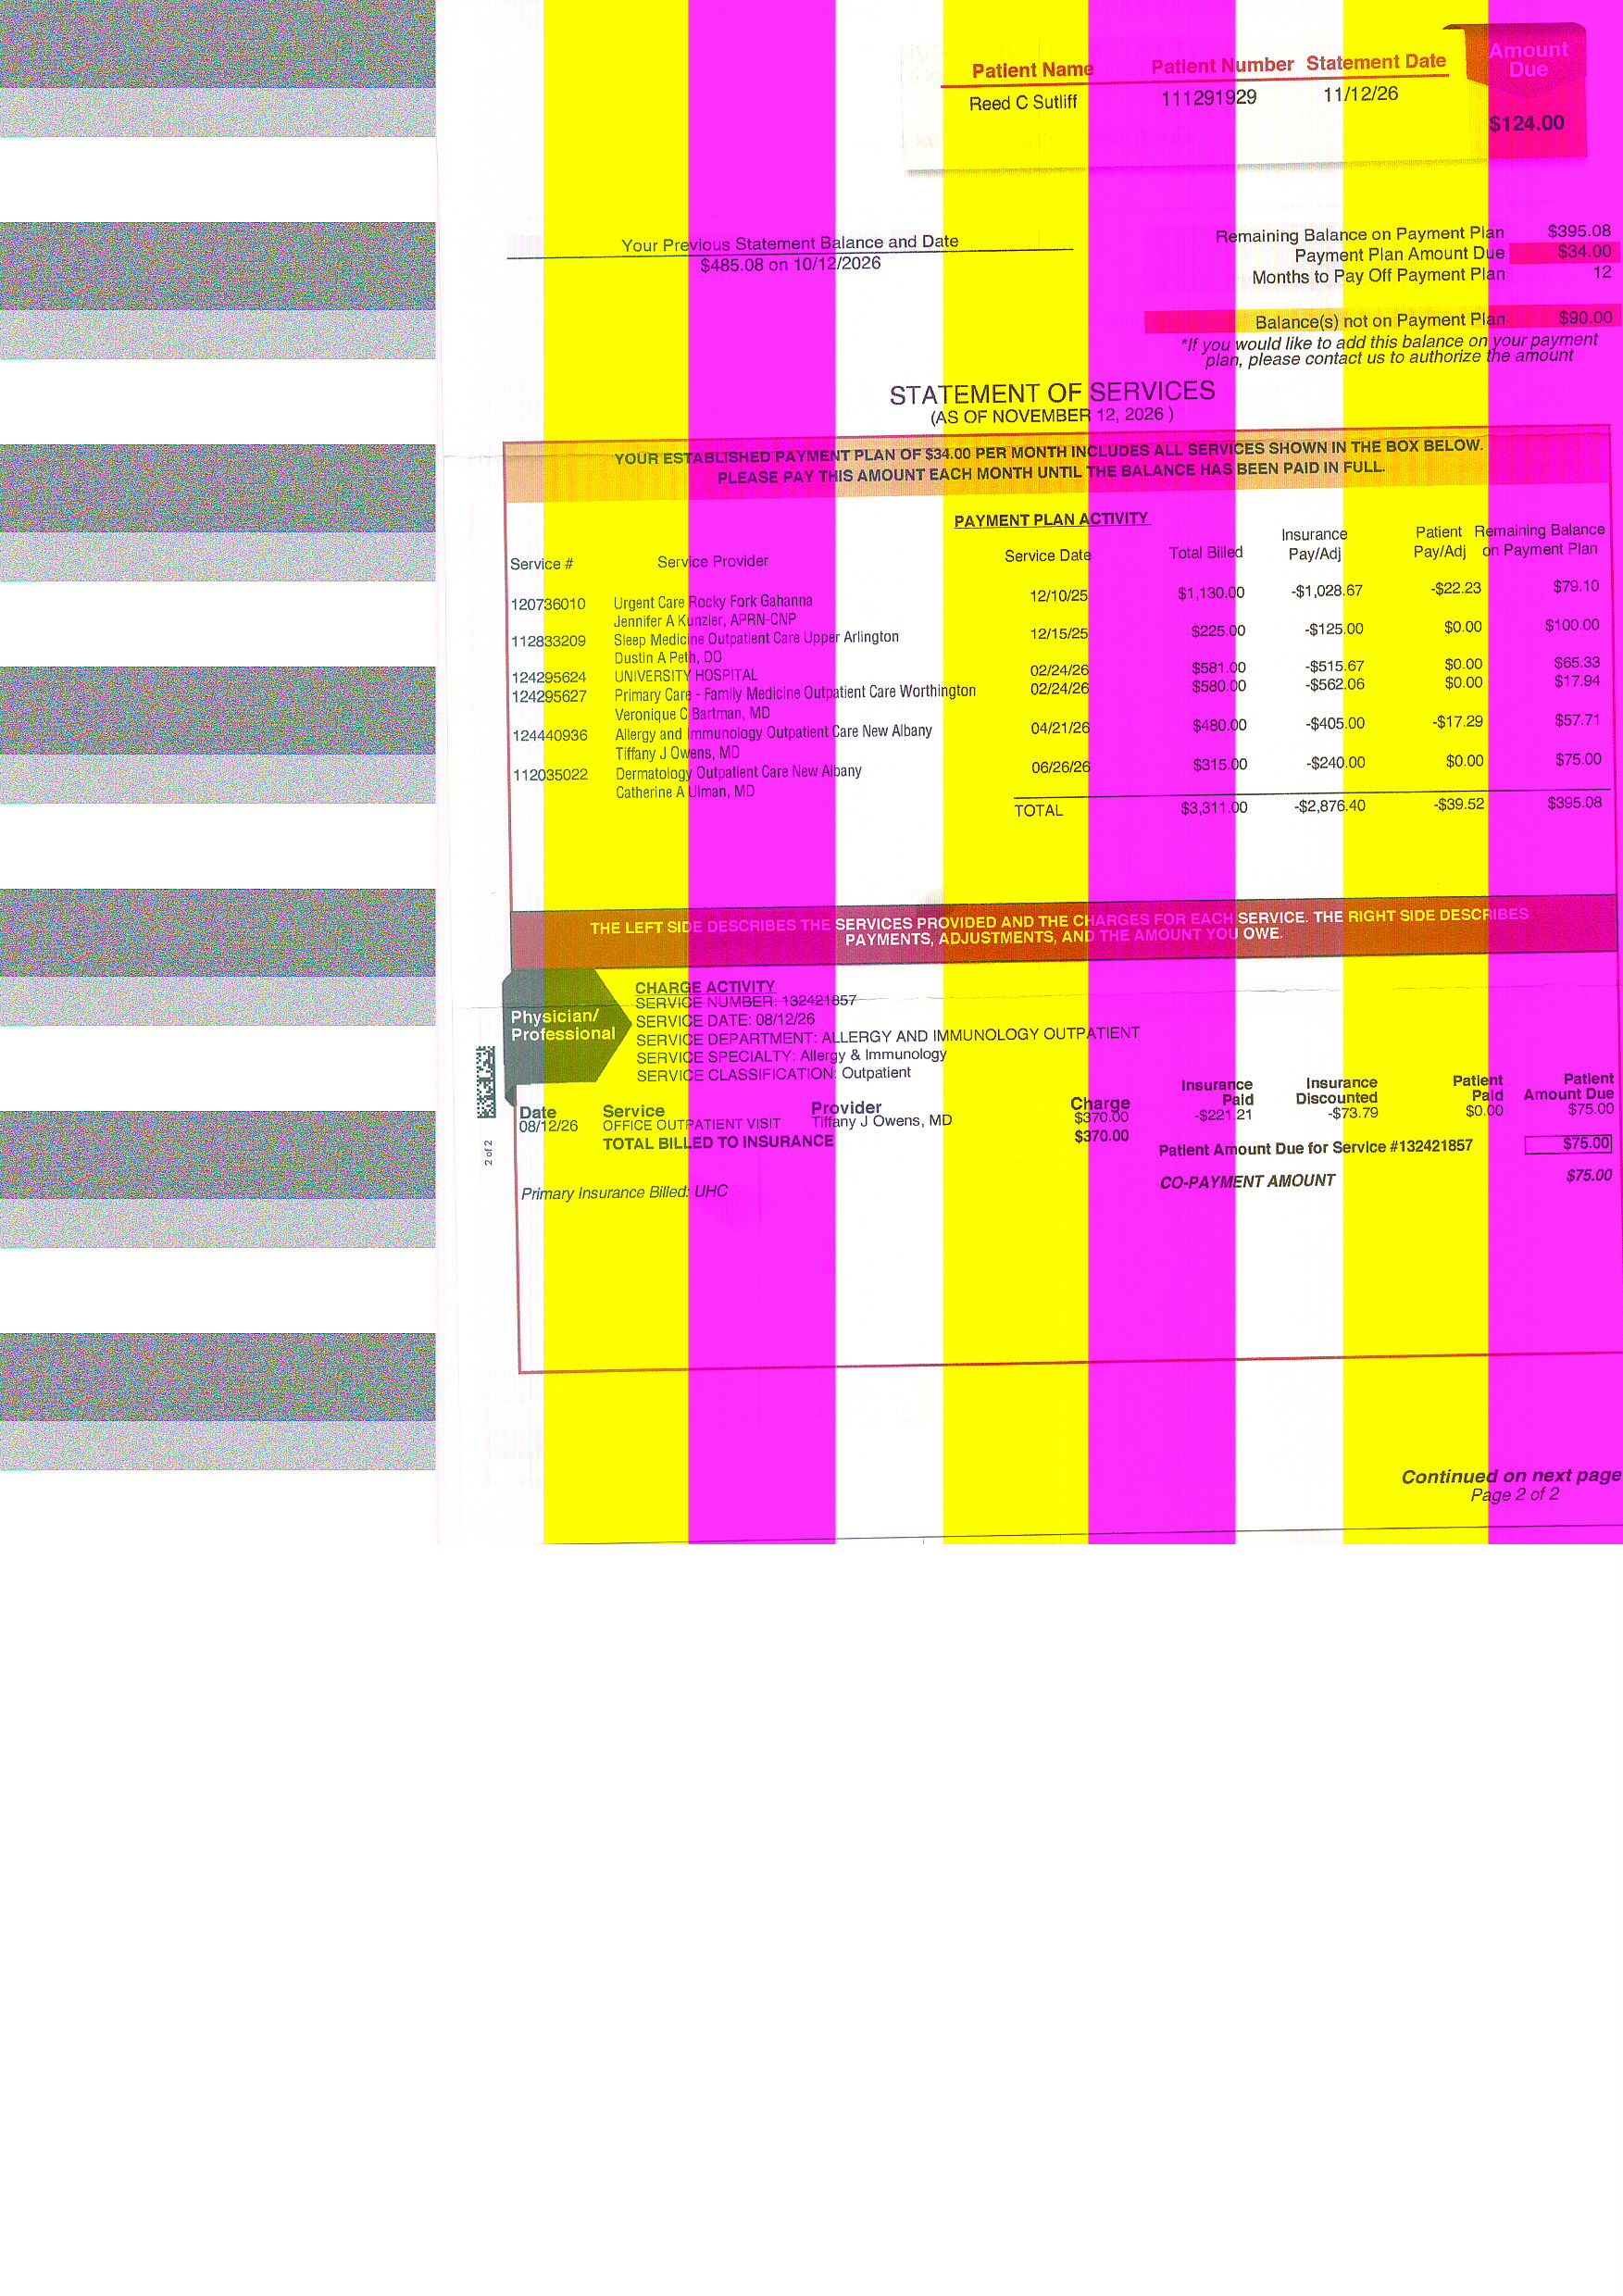 Patient Name Patient Number Statement Date Amount Due
Reed C Sutliff 111291929 11/12/26 $124.00
Your Previous Statement Balance and Date
$485.08 on 10/12/2026
Remaining Balance on Payment Plan $395.08
Payment Plan Amount Due $34.00
Months to Pay Off Payment Plan 12
Balance(s) not on Payment Plan $90.00
*If you would like to add this balance on your payment
plan, please contact us to authorize the amount
STATEMENT OF SERVICES
(AS OF NOVEMBER 12, 2026 )
YOUR ESTABLISHED PAYMENT PLAN OF $34.00 PER MONTH INCLUDES ALL SERVICES SHOWN IN THE BOX BELOW.
PLEASE PAY THIS AMOUNT EACH MONTH UNTIL THE BALANCE HAS BEEN PAID IN FULL.
PAYMENT PLAN ACTIVITY
Service # Service Provider Service Date Total Billed Insurance Pay/Adj Patient Pay/Adj Remaining Balance on Payment Plan
120736010 Urgent Care Rocky Fork Gahanna 12/10/25 $1,130.00 -$1,028.67 -$22.23 $79.10
Jennifer A Kunzler, APRN-CNP
112833209 Sleep Medicine Outpatient Care Upper Arlington 12/15/25 $225.00 -$125.00 $0.00 $100.00
Dustin A Peth, DO
124295624 UNIVERSITY HOSPITAL 02/24/26 $581.00 -$515.67 $0.00 $65.33
124295627 Primary Care - Family Medicine Outpatient Care Worthington 02/24/26 $580.00 -$562.06 $0.00 $17.94
Veronique C Bartman, MD
124440936 Allergy and Immunology Outpatient Care New Albany 04/21/26 $480.00 -$405.00 -$17.29 $57.71
Tiffany J Owens, MD
112035022 Dermatology Outpatient Care New Albany 06/26/26 $315.00 -$240.00 $0.00 $75.00
Catherine A Ulman, MD
TOTAL $3,311.00 -$2,876.40 -$39.52 $395.08
THE LEFT SIDE DESCRIBES THE SERVICES PROVIDED AND THE CHARGES FOR EACH SERVICE. THE RIGHT SIDE DESCRIBES
PAYMENTS, ADJUSTMENTS, AND THE AMOUNT YOU OWE.
Physician/
Professional
CHARGE ACTIVITY
SERVICE NUMBER: 132421857
SERVICE DATE: 08/12/26
SERVICE DEPARTMENT: ALLERGY AND IMMUNOLOGY OUTPATIENT
SERVICE SPECIALTY: Allergy & Immunology
SERVICE CLASSIFICATION: Outpatient
Date Service Provider Charge Insurance Paid Insurance Discounted Patient Paid Patient Amount Due
08/12/26 OFFICE OUTPATIENT VISIT Tiffany J Owens, MD $370.00 -$221.21 -$73.79 $0.00 $75.00
TOTAL BILLED TO INSURANCE $370.00
Patient Amount Due for Service #132421857 $75.00
CO-PAYMENT AMOUNT $75.00
Primary Insurance Billed: UHC
2 of 2
Continued on next page
Page 2 of 2